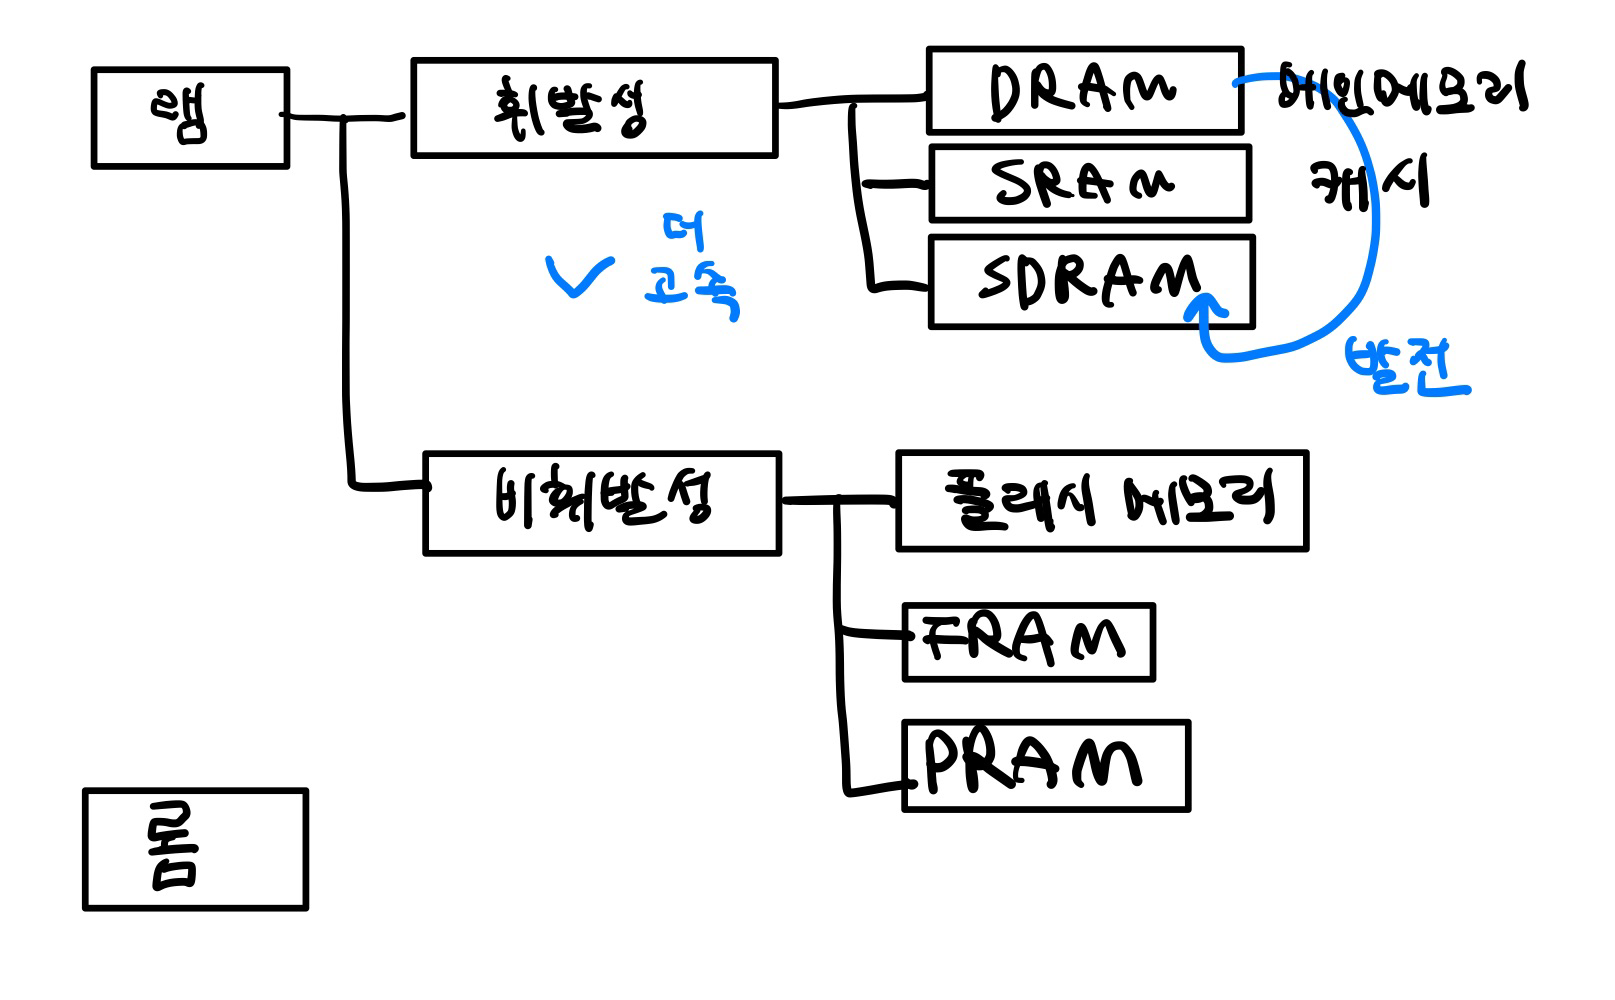 램
휘발성
DRAM
메인메모리
SRAM
캐시
SDRAM
더
고속
발전
비휘발성
플래시 메모리
FRAM
PRAM
롬